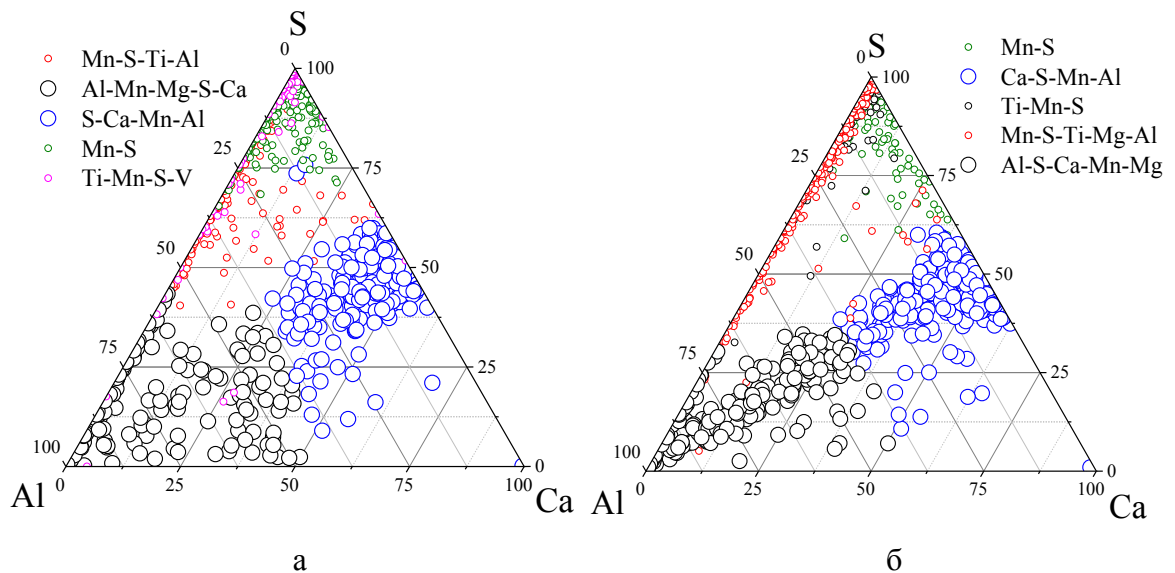 S
0
100
Mn-S-Ti-Al
Al-Mn-Mg-S-Ca
S-Ca-Mn-Al
Mn-S
Ti-Mn-S-V
25
75
50
50
75
25
100
0
Al
0
25
50
75
100
Ca
а
S
0
100
Mn-S
Ca-S-Mn-Al
Ti-Mn-S
Mn-S-Ti-Mg-Al
Al-S-Ca-Mn-Mg
25
75
50
50
75
25
100
0
Al
0
25
50
75
100
Ca
б